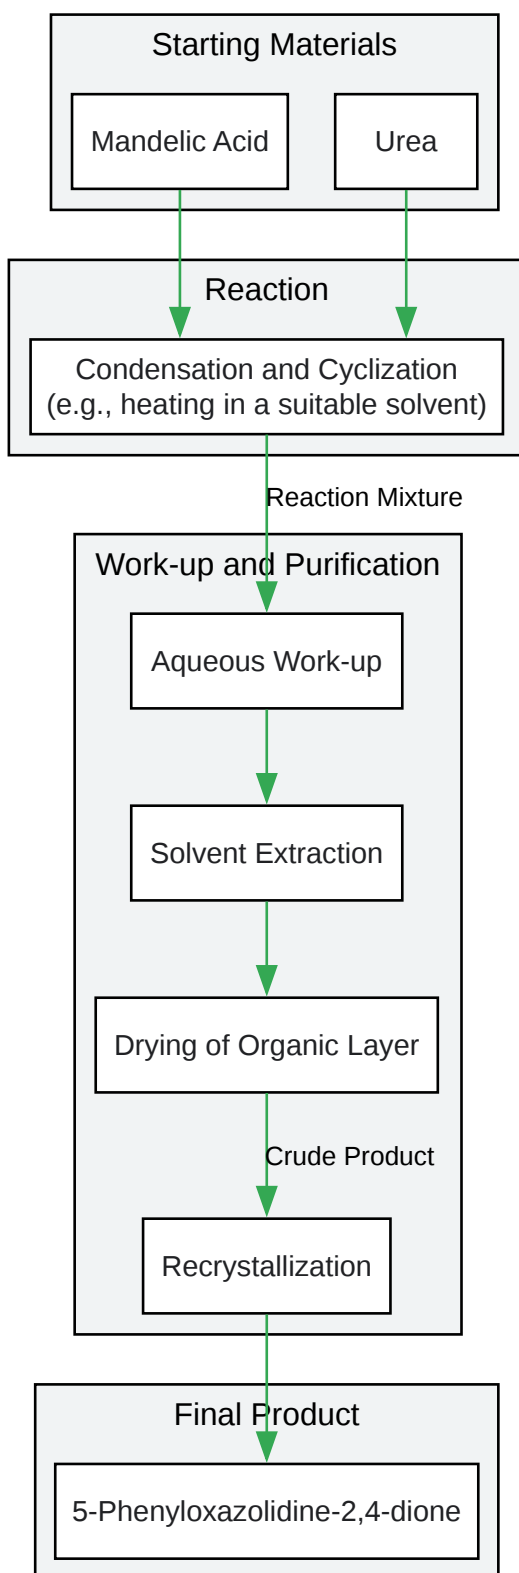 Starting Materials
Mandelic Acid
Urea
Reaction
Condensation and Cyclization
(e.g., heating in a suitable solvent)
Reaction Mixture
Work-up and Purification
Aqueous Work-up
Solvent Extraction
Drying of Organic Layer
Crude Product
Recrystallization
Final Product
5-Phenyloxazolidine-2,4-dione